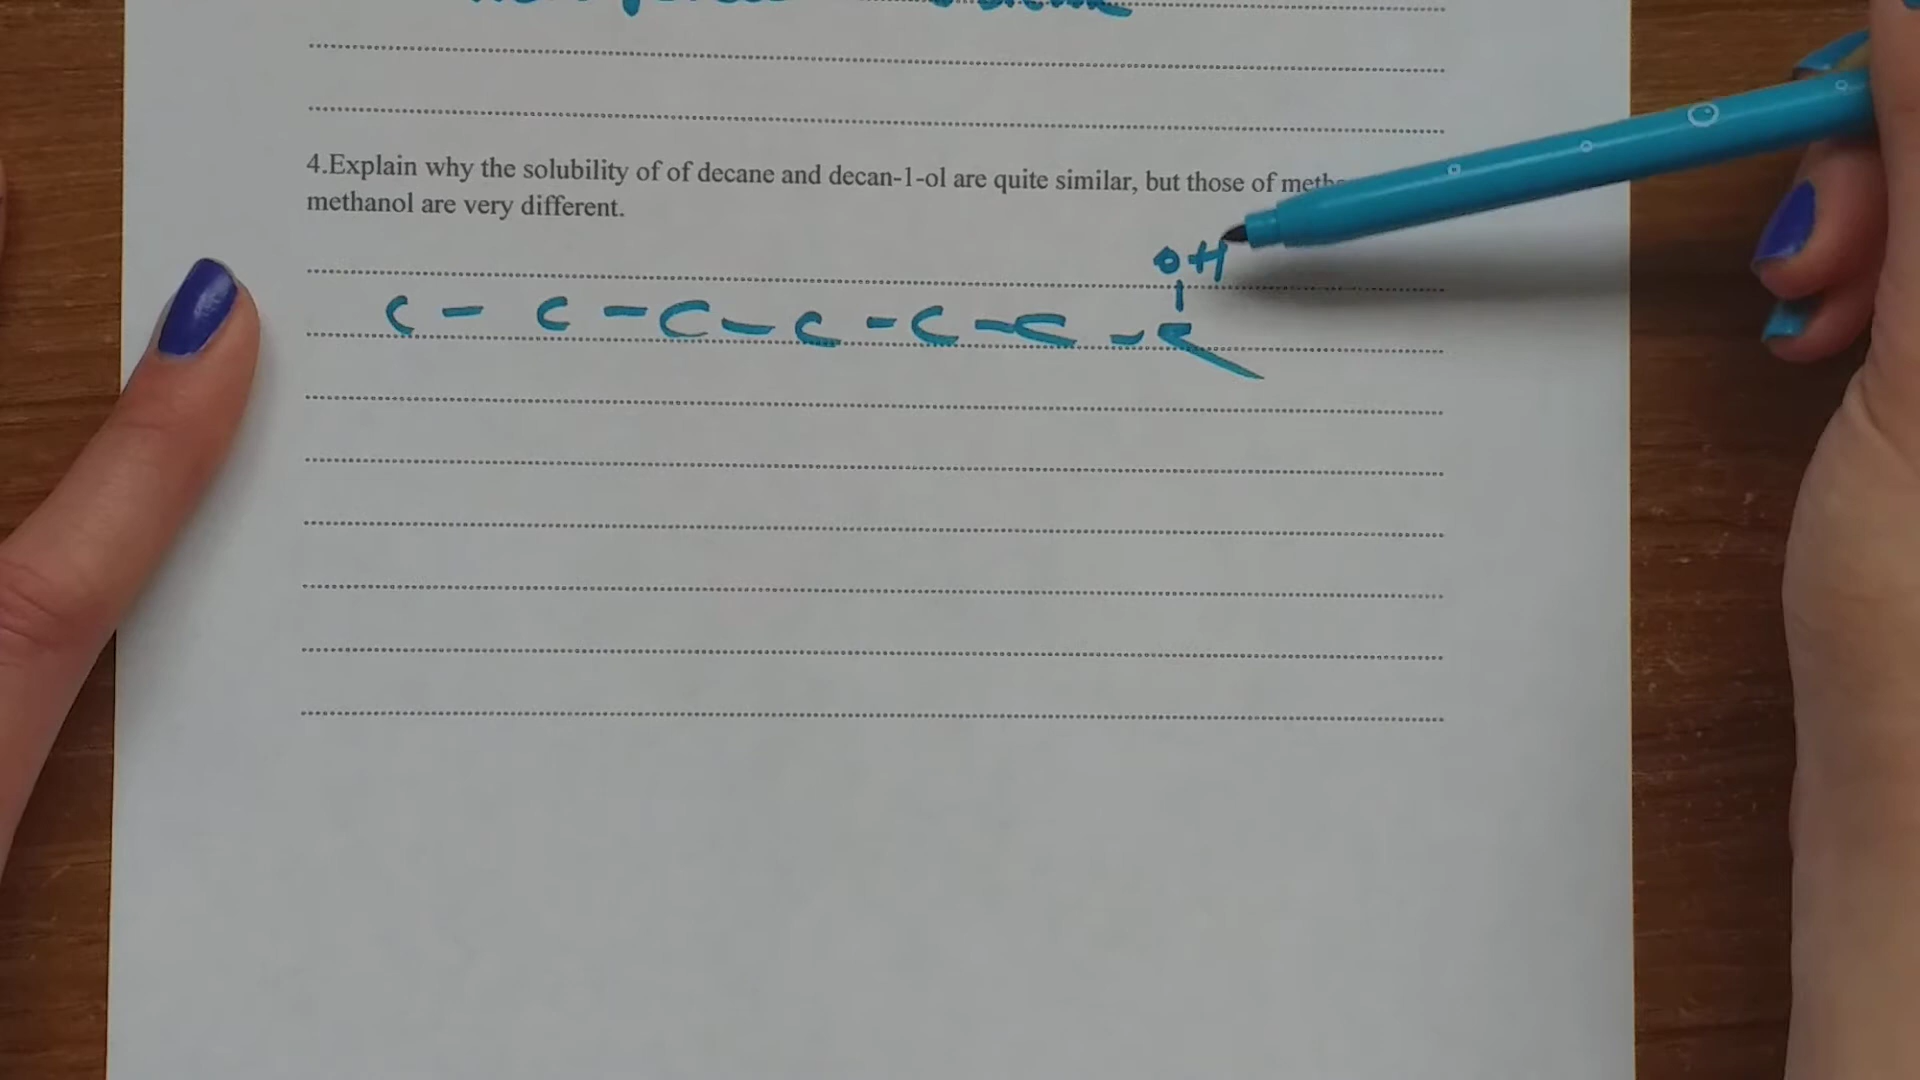 4.Explain why the solubility of of decane and decan-1-ol are quite similar, but those of
methanol are very different.
OH
C - C - C - C - C - C - C